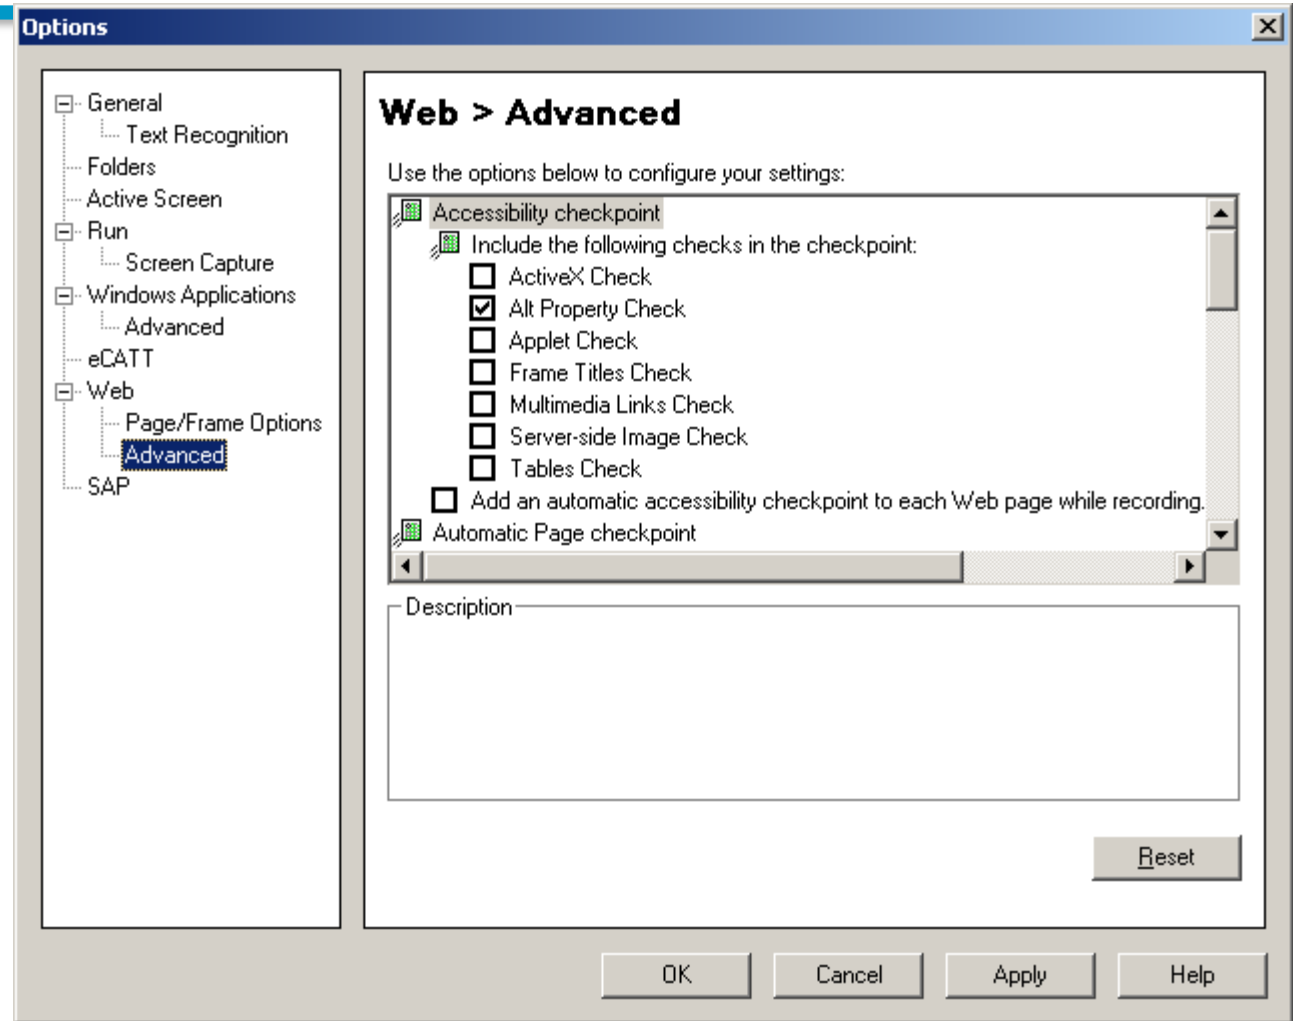 Options
General
Text Recognition
Folders
Active Screen
Run
Screen Capture
Windows Applications
Advanced
eCATT
Web
Page/Frame Options
Advanced
SAP
Web > Advanced
Use the options below to configure your settings:
Accessibility checkpoint
Include the following checks in the checkpoint:
ActiveX Check
Alt Property Check
Applet Check
Frame Titles Check
Multimedia Links Check
Server-side Image Check
Tables Check
Add an automatic accessibility checkpoint to each Web page while recording.
Automatic Page checkpoint
Description
Reset
OK
Cancel
Apply
Help